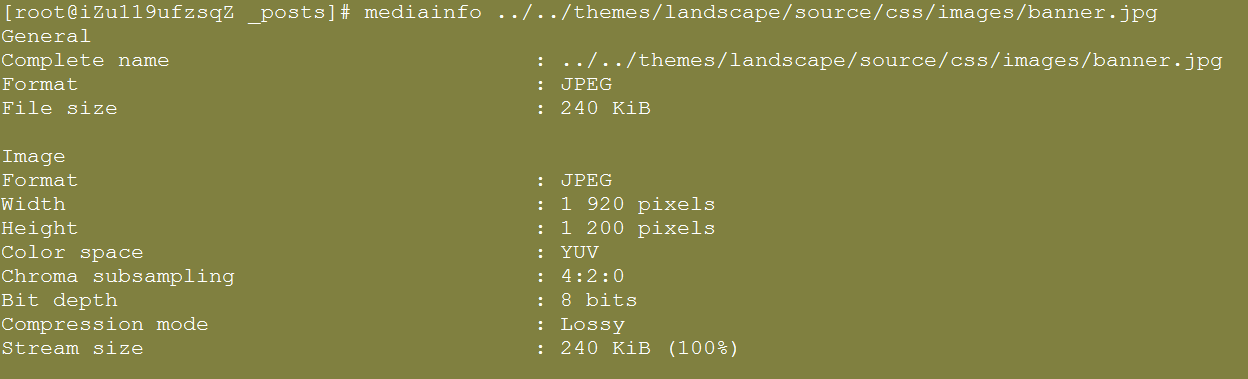 [root@iZu119ufzsqZ _posts]# mediainfo ../../themes/landscape/source/css/images/banner.jpg
General
Complete name : ../../themes/landscape/source/css/images/banner.jpg
Format : JPEG
File size : 240 KiB
Image
Format : JPEG
Width : 1 920 pixels
Height : 1 200 pixels
Color space : YUV
Chroma subsampling : 4:2:0
Bit depth : 8 bits
Compression mode : Lossy
Stream size : 240 KiB (100%)